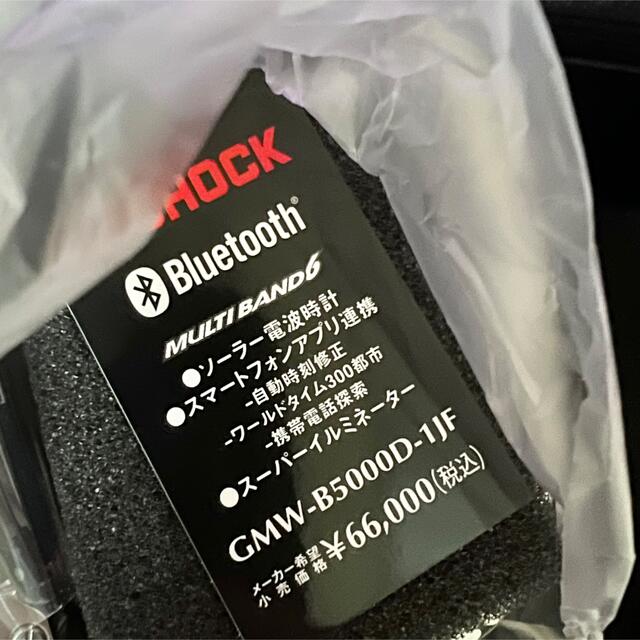 SHOCK
Bluetooth®
MULTI BAND 6
●ソーラー電波時計
●スマートフォンアプリ連携
-自動時刻修正
-ワールドタイム300都市
-携帯電話探索
●スーパーイルミネーター
GMW-B5000D-1JF
メーカー希望
小売価格 ¥66,000(税込)